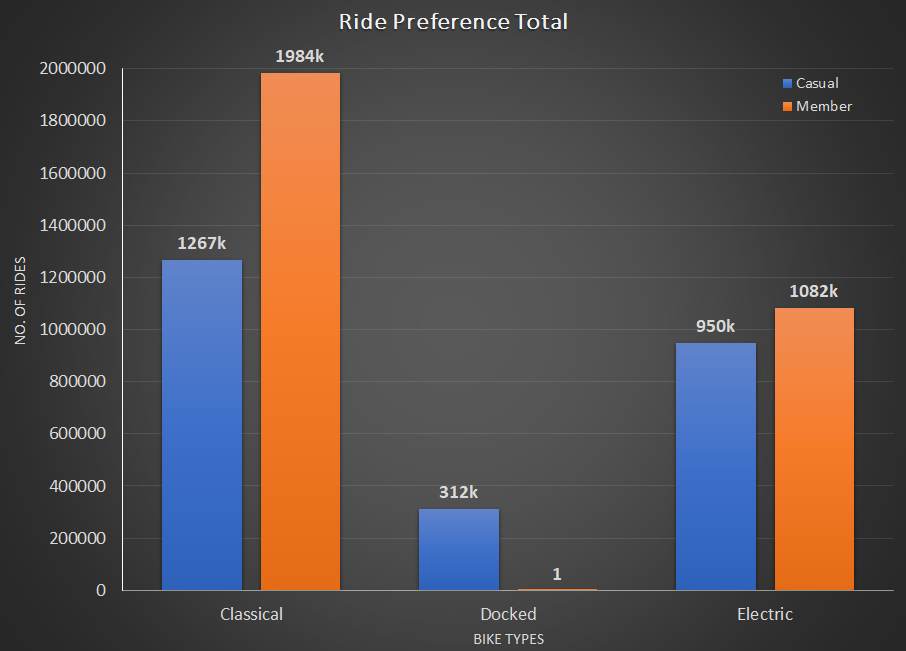 Ride Preference Total
Casual
Member
NO. OF RIDES
2000000
1800000
1600000
1400000
1200000
1000000
800000
600000
400000
200000
0
1267k
1984k
312k
1
950k
1082k
Classical
Docked
Electric
BIKE TYPES